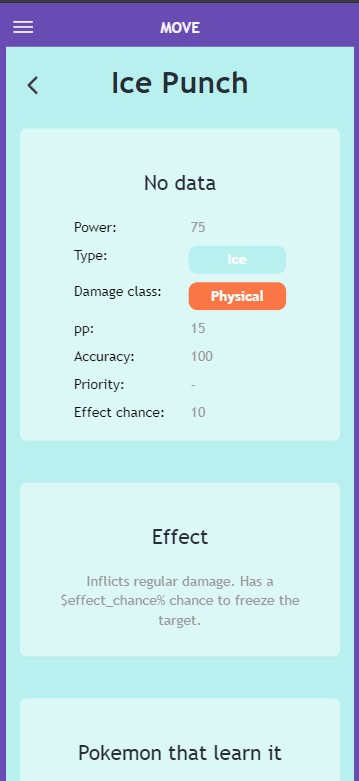 MOVE
Ice Punch
No data
Power: 75
Type: Ice
Damage class: Physical
pp: 15
Accuracy: 100
Priority: -
Effect chance: 10
Effect
Inflicts regular damage. Has a
$effect_chance% chance to freeze the
target.
Pokemon that learn it